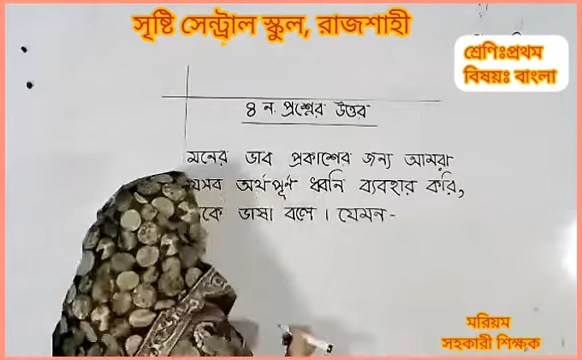 সৃষ্টি সেন্ট্রাল স্কুল, রাজশাহী
শ্রেণিঃপ্রথম
বিষয়ঃ বাংলা
৪ ন. প্রশ্নের উত্তর
মনের ভাব প্রকাশের জন্য আমরা
যেসব অর্থপূর্ণ ধ্বনি ব্যবহার করি,
ভাষা বলে । যেমন-
মরিয়ম
সহকারী শিক্ষক